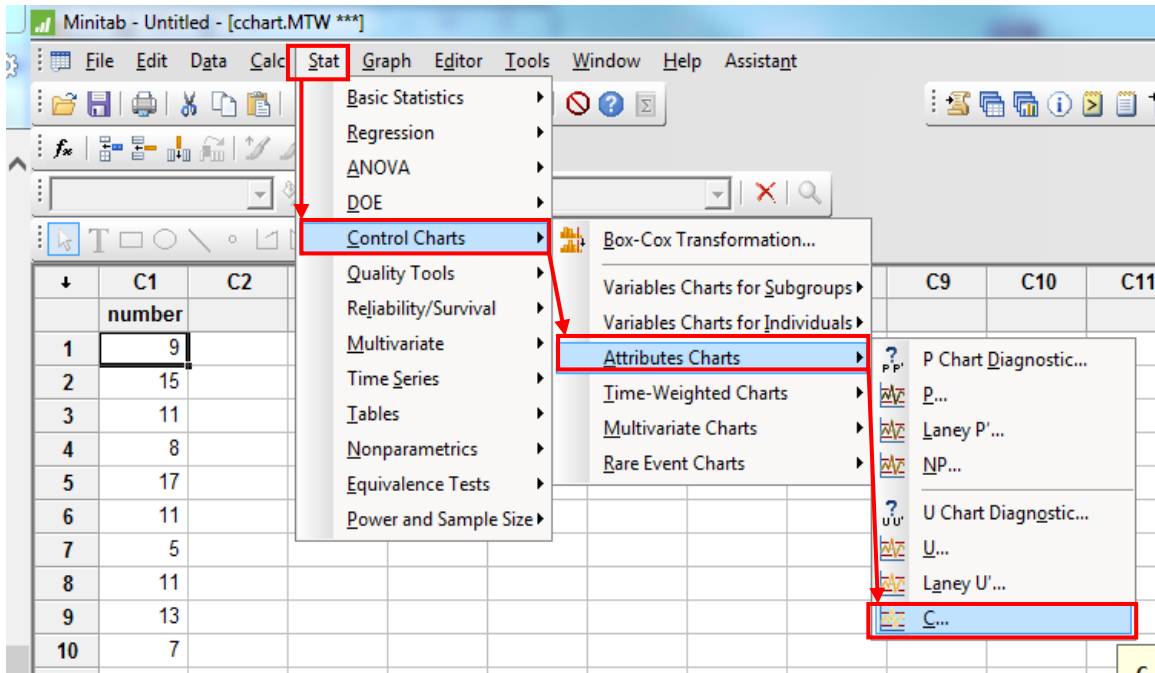 Minitab - Untitled - [cchart.MTW ***]
File Edit Data Calc Stat Graph Editor Tools Window Help Assistant
Basic Statistics
Regression
ANOVA
DOE
Control Charts
Quality Tools
Reliability/Survival
Multivariate
Time Series
Tables
Nonparametrics
Equivalence Tests
Power and Sample Size
Box-Cox Transformation...
Variables Charts for Subgroups
Variables Charts for Individuals
Attributes Charts
Time-Weighted Charts
Multivariate Charts
Rare Event Charts
P Chart Diagnostic...
P...
Laney P'...
NP...
U Chart Diagnostic...
U...
Laney U'...
C...
C1 C2 C9 C10 C11
number
1 9
2 15
3 11
4 8
5 17
6 11
7 5
8 11
9 13
10 7